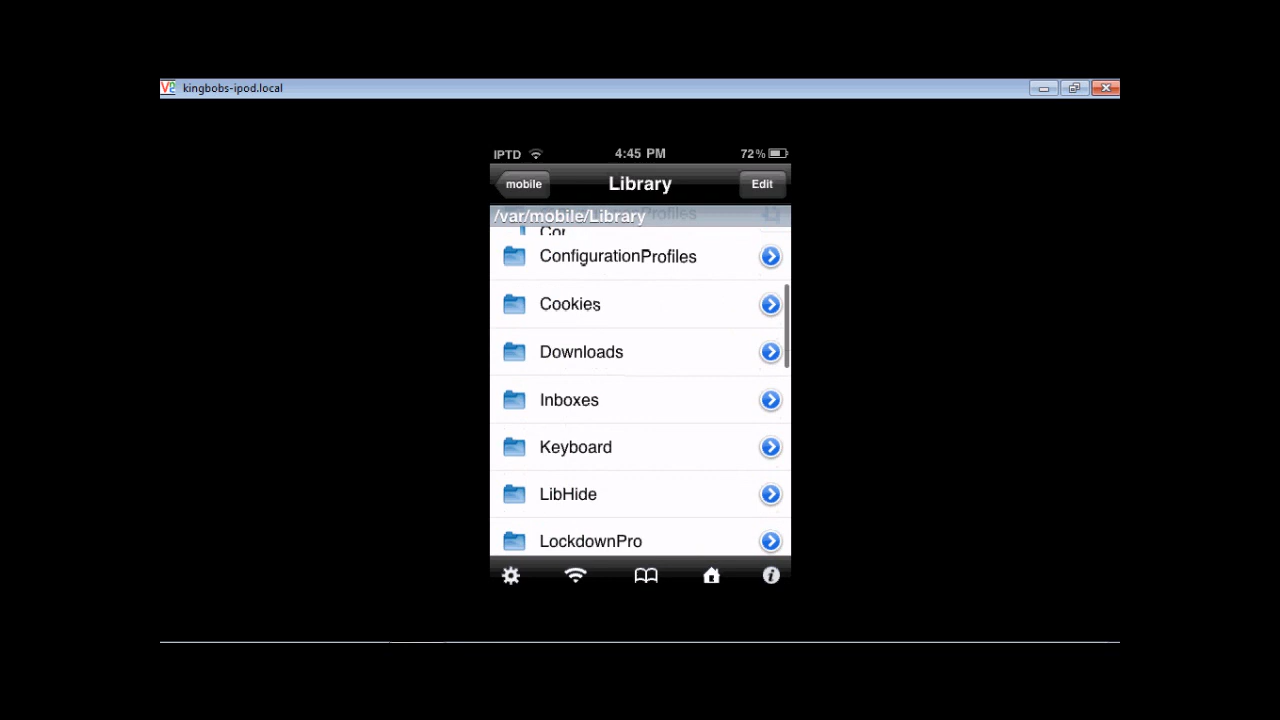 kingbobs-ipod.local
IPTD 4:45 PM 72%
mobile Library Edit
/var/mobile/Library
ConfigurationProfiles
Cookies
Downloads
Inboxes
Keyboard
LibHide
LockdownPro